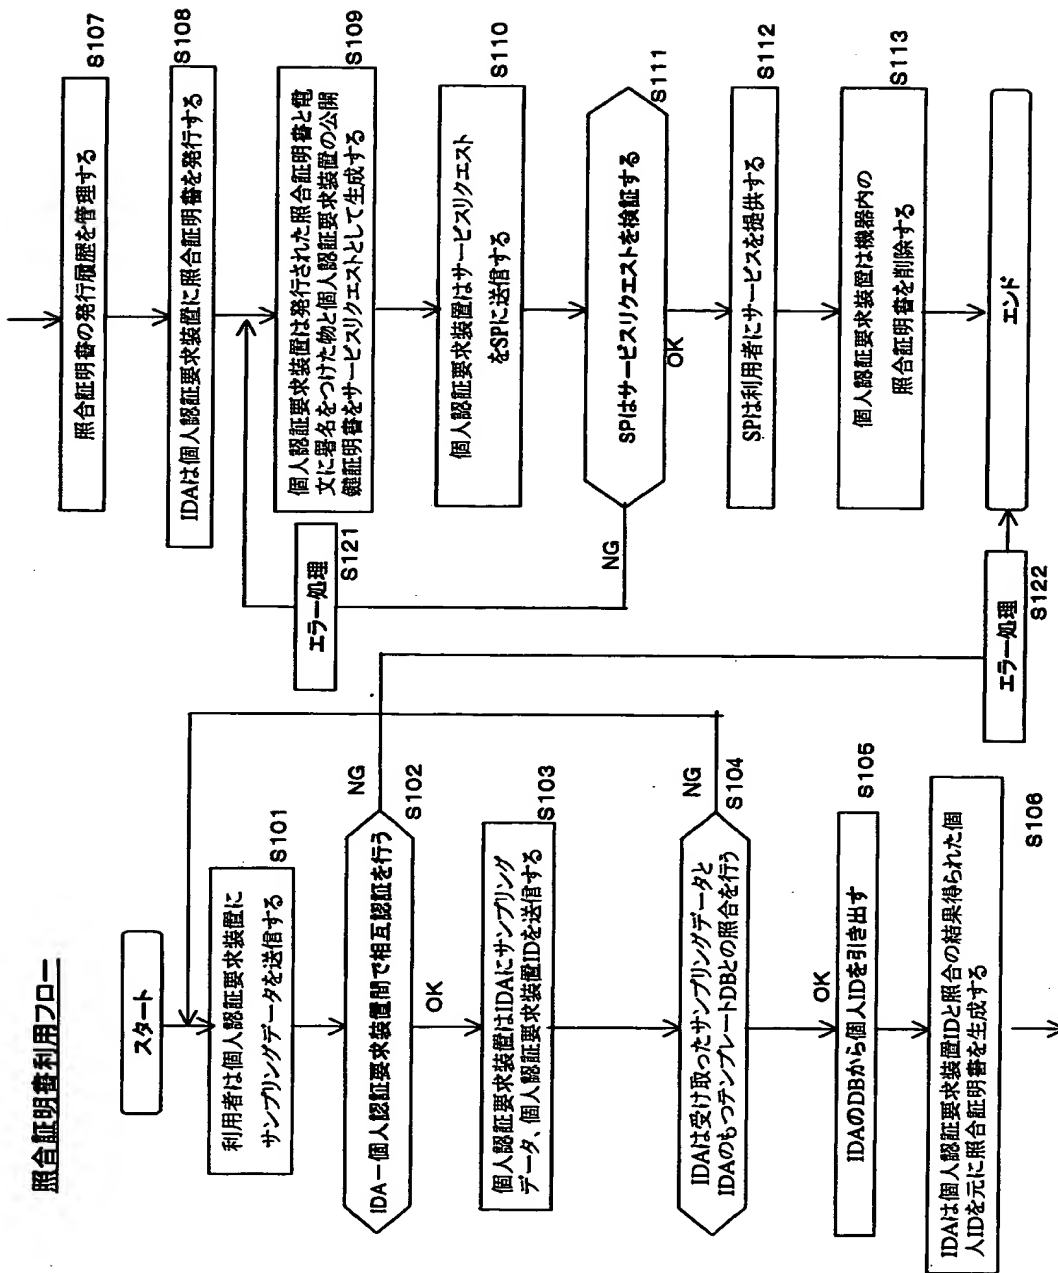 照合証明書利用フロー
スタート
利用者は個人認証要求装置に
サンプリングデータを送信する
S101
IDA－個人認証要求装置間で相互認証を行う
S102
NG
OK
個人認証要求装置はIDAにサンプリング
データ、個人認証要求装置IDを送信する
S103
IDAは受け取ったサンプリングデータと
IDAのもつテンプレートDBとの照合を行う
S104
NG
OK
IDAのDBから個人IDを引き出す
S105
IDAは個人認証要求装置IDと照合の結果得られた個
人IDを元に照合証明書を生成する
S106
照合証明書の発行履歴を管理する
S107
IDAは個人認証要求装置に照合証明書を発行する
S108
個人認証要求装置は発行された照合証明書と電
文に署名をつけた物と個人認証要求装置の公開
鍵証明書をサービスリクエストとして生成する
S109
個人認証要求装置はサービスリクエスト
をSPに送信する
S110
SPはサービスリクエストを検証する
S111
NG
OK
エラー処理
S121
SPは利用者にサービスを提供する
S112
個人認証要求装置は機器内の
照合証明書を削除する
S113
エラー処理
S122
エンド